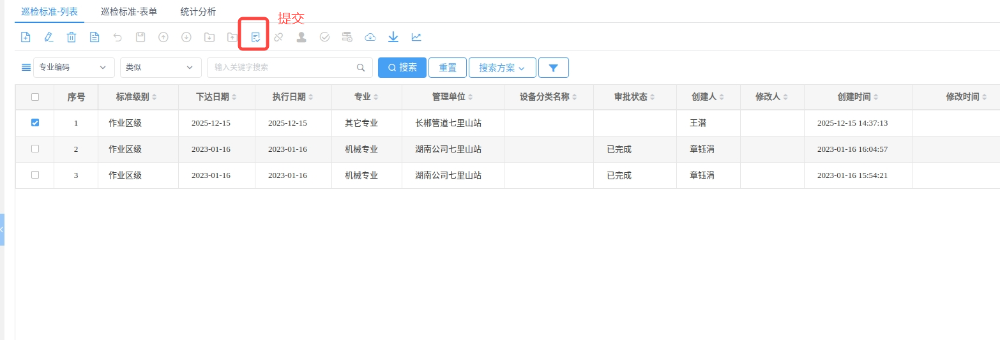 巡检标准-列表 巡检标准-表单 统计分析
提交
专业编码 类似 输入关键字搜索 搜索 重置 搜索方案
序号 标准级别 下达日期 执行日期 专业 管理单位 设备分类名称 审批状态 创建人 修改人 创建时间 修改时间
1 作业区级 2025-12-15 2025-12-15 其它专业 长郴管道七里山站 王潜 2025-12-15 14:37:13
2 作业区级 2023-01-16 2023-01-16 机械专业 湖南公司七里山站 已完成 章钰涓 2023-01-16 16:04:57
3 作业区级 2023-01-16 2023-01-16 机械专业 湖南公司七里山站 已完成 章钰涓 2023-01-16 15:54:21